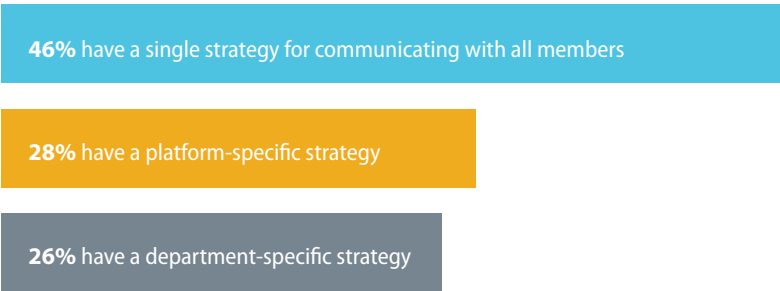 46% have a single strategy for communicating with all members
28% have a platform-specific strategy
26% have a department-specific strategy